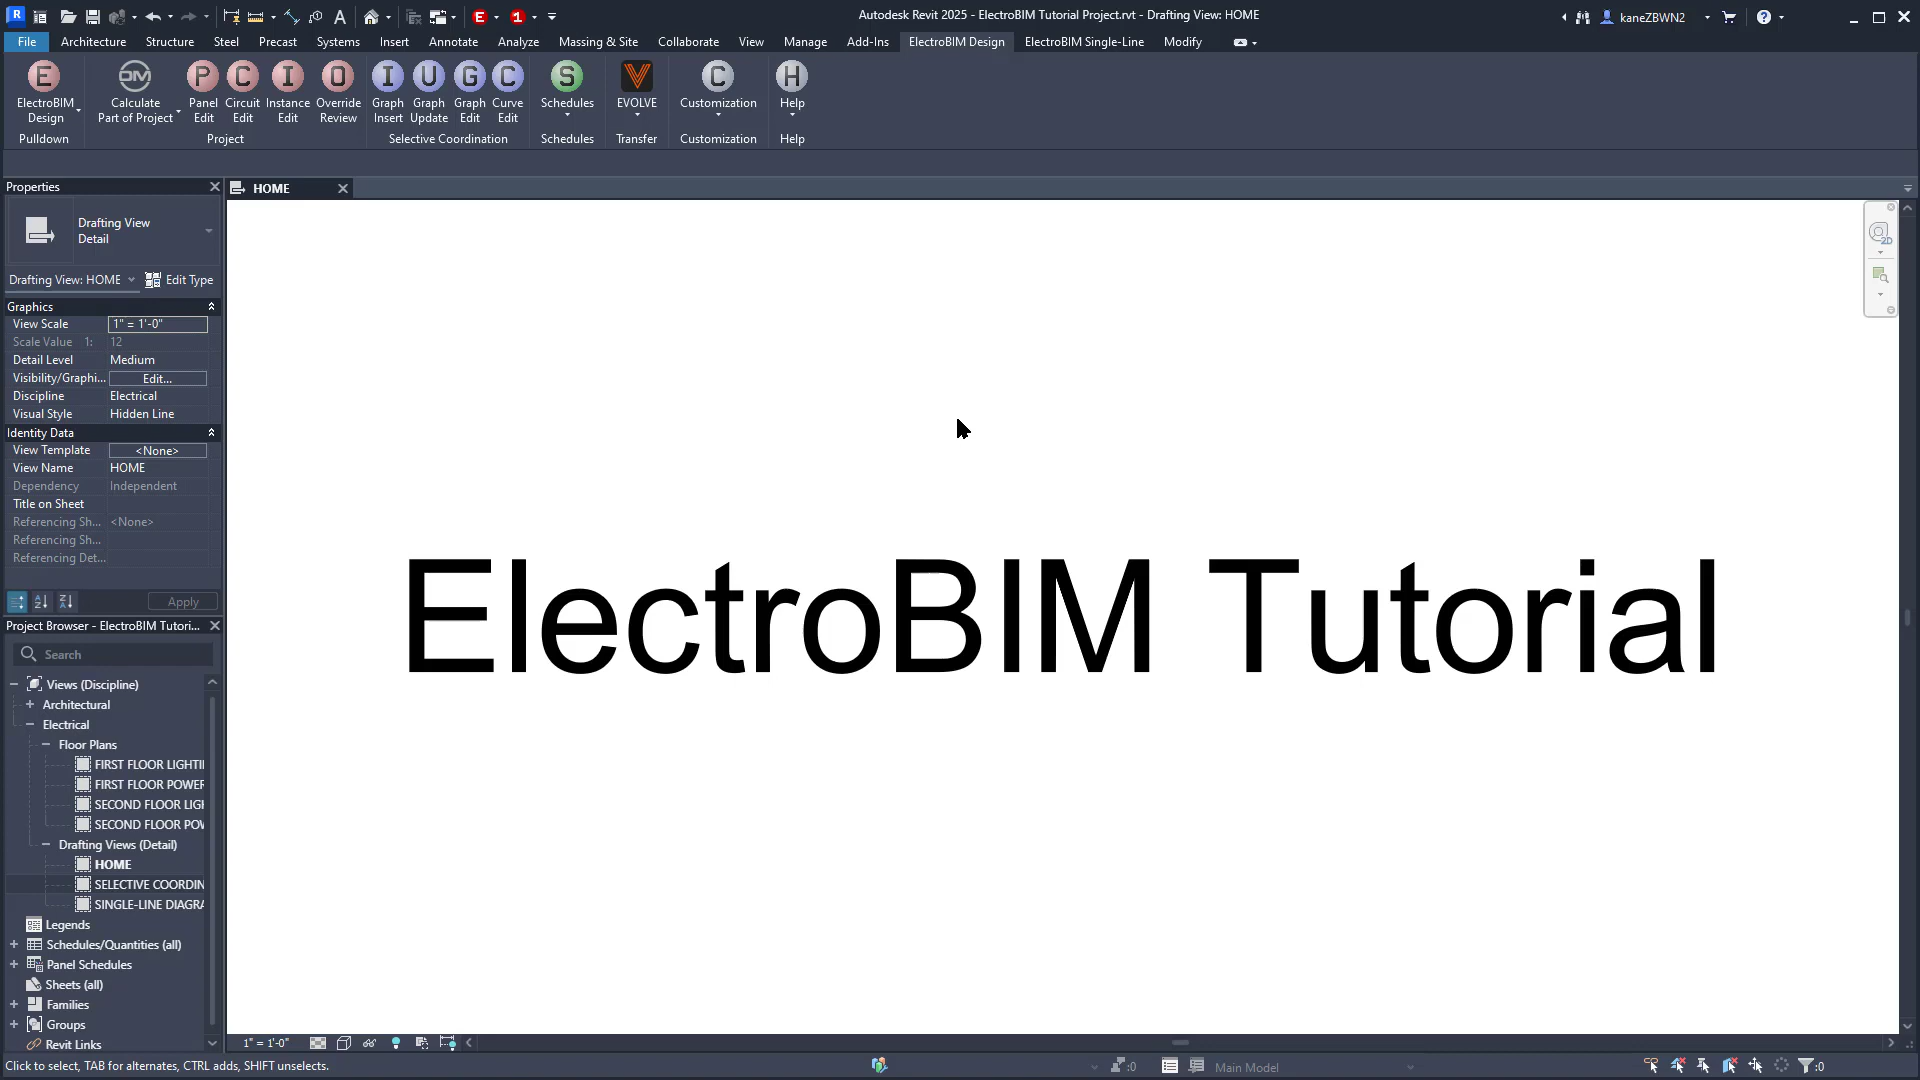 Autodesk Revit 2025 - ElectroBIM Tutorial Project.rvt - Drafting View: HOME
kaneZBWN2
File Architecture Structure Steel Precast Systems Insert Annotate Analyze Massing & Site Collaborate View Manage Add-Ins ElectroBIM Design ElectroBIM Single-Line Modify
ElectroBIM Design
Calculate Part of Project
Panel Edit
Circuit Edit
Instance Edit
Override Review
Graph Insert
Graph Update
Graph Edit
Curve Edit
Schedules
EVOLVE
Customization
Help
Pulldown Project Selective Coordination Schedules Transfer Customization Help
Properties
HOME
Drafting View
Detail
Drafting View: HOME Edit Type
Graphics
View Scale 1" = 1'-0"
Scale Value 1: 12
Detail Level Medium
Visibility/Graphi... Edit...
Discipline Electrical
Visual Style Hidden Line
Identity Data
View Template <None>
View Name HOME
Dependency Independent
Title on Sheet
Referencing Sh... <None>
Referencing Sh...
Referencing Det...
Apply
Project Browser - ElectroBIM Tutori...
Search
Views (Discipline)
Architectural
Electrical
Floor Plans
FIRST FLOOR LIGHTI
FIRST FLOOR POWER
SECOND FLOOR LIGH
SECOND FLOOR POW
Drafting Views (Detail)
HOME
SELECTIVE COORDIN
SINGLE-LINE DIAGRA
Legends
Schedules/Quantities (all)
Panel Schedules
Sheets (all)
Families
Groups
Revit Links
ElectroBIM Tutorial
2D
1" = 1'-0"
Click to select, TAB for alternates, CTRL adds, SHIFT unselects.
:0
Main Model
:0